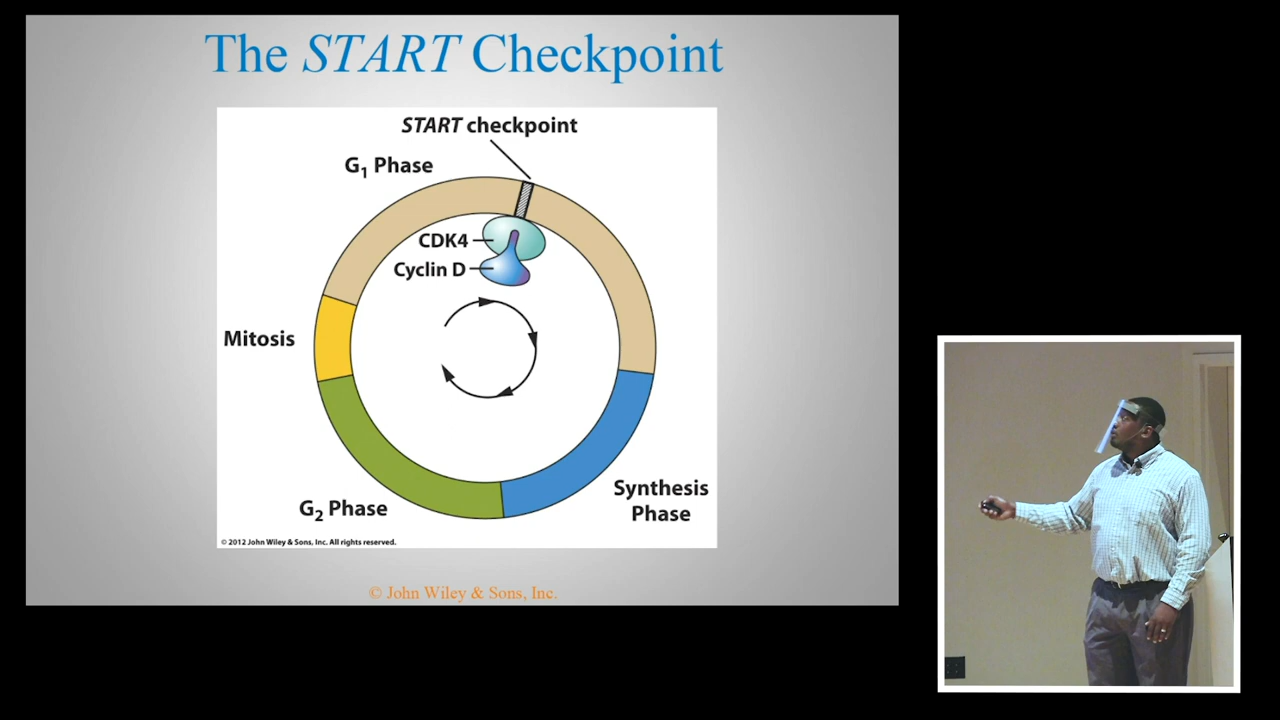 The START Checkpoint
START checkpoint
G1 Phase
CDK4
Cyclin D
Mitosis
G2 Phase
Synthesis
Phase
© 2012 John Wiley & Sons, Inc. All rights reserved.
© John Wiley & Sons, Inc.